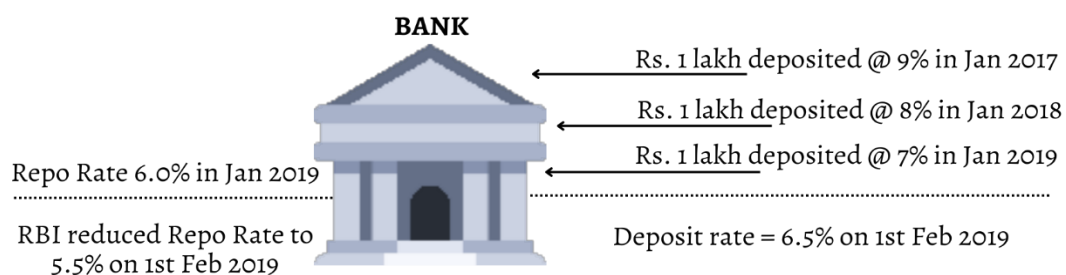 BANK
Rs. 1 lakh deposited @ 9% in Jan 2017
Rs. 1 lakh deposited @ 8% in Jan 2018
Rs. 1 lakh deposited @ 7% in Jan 2019
Repo Rate 6.0% in Jan 2019
RBI reduced Repo Rate to
5.5% on 1st Feb 2019
Deposit rate = 6.5% on 1st Feb 2019